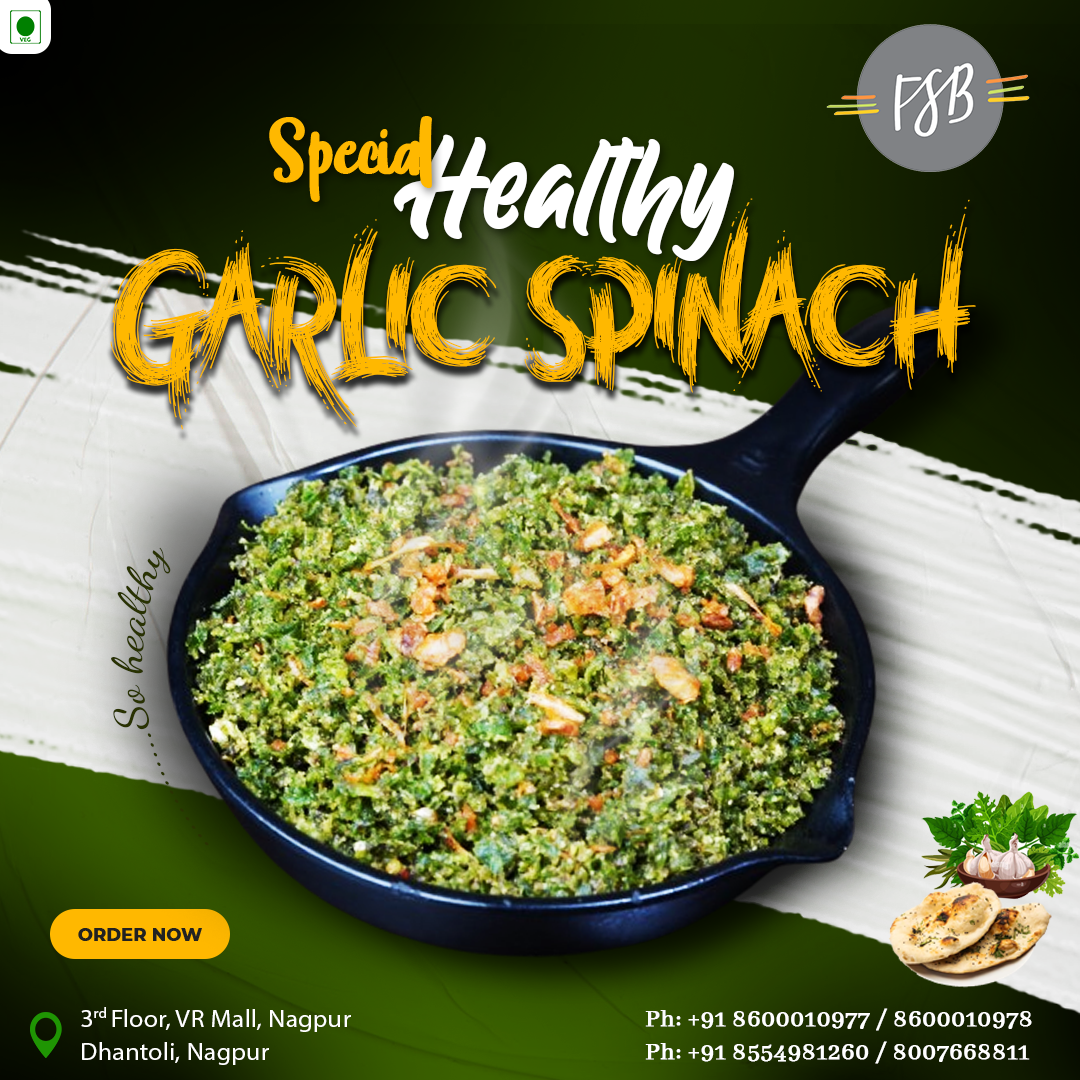 VEG
FSB
Special
Healthy
GARLIC SPINACH
......So healthy
ORDER NOW
3rd Floor, VR Mall, Nagpur
Dhantoli, Nagpur
Ph: +91 8600010977 / 8600010978
Ph: +91 8554981260 / 8007668811